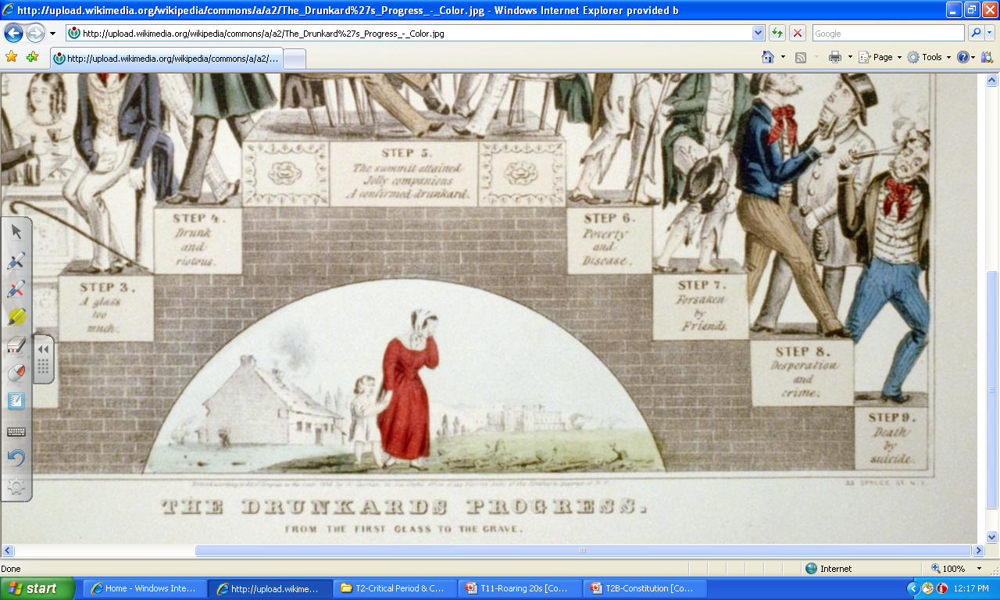 http://upload.wikimedia.org/wikipedia/commons/a/a2/The_Drunkard%27s_Progress_-_Color.jpg - Windows Internet Explorer provided b
http://upload.wikimedia.org/wikipedia/commons/a/a2/The_Drunkard%27s_Progress_-_Color.jpg
Google
http://upload.wikimedia.org/wikipedia/commons/a/a2/...
Page
Tools
STEP 5.
The summit attained
Jolly companions
A confirmed drunkard.
STEP 4.
Drunk
and
riotous.
STEP 6.
Poverty
and
Disease.
STEP 3.
A glass
too
much.
STEP 7.
Forsaken
by
Friends.
STEP 8.
Desperation
and
crime.
STEP 9.
Death
by
suicide.
33 SPRUCE ST N.Y.
THE DRUNKARDS PROGRESS.
FROM THE FIRST GLASS TO THE GRAVE.
Done
Internet
100%
start
Home - Windows Inte...
http://upload.wikime...
T2-Critical Period & C...
T11-Roaring 20s [Co...
T2B-Constitution [Co...
12:17 PM